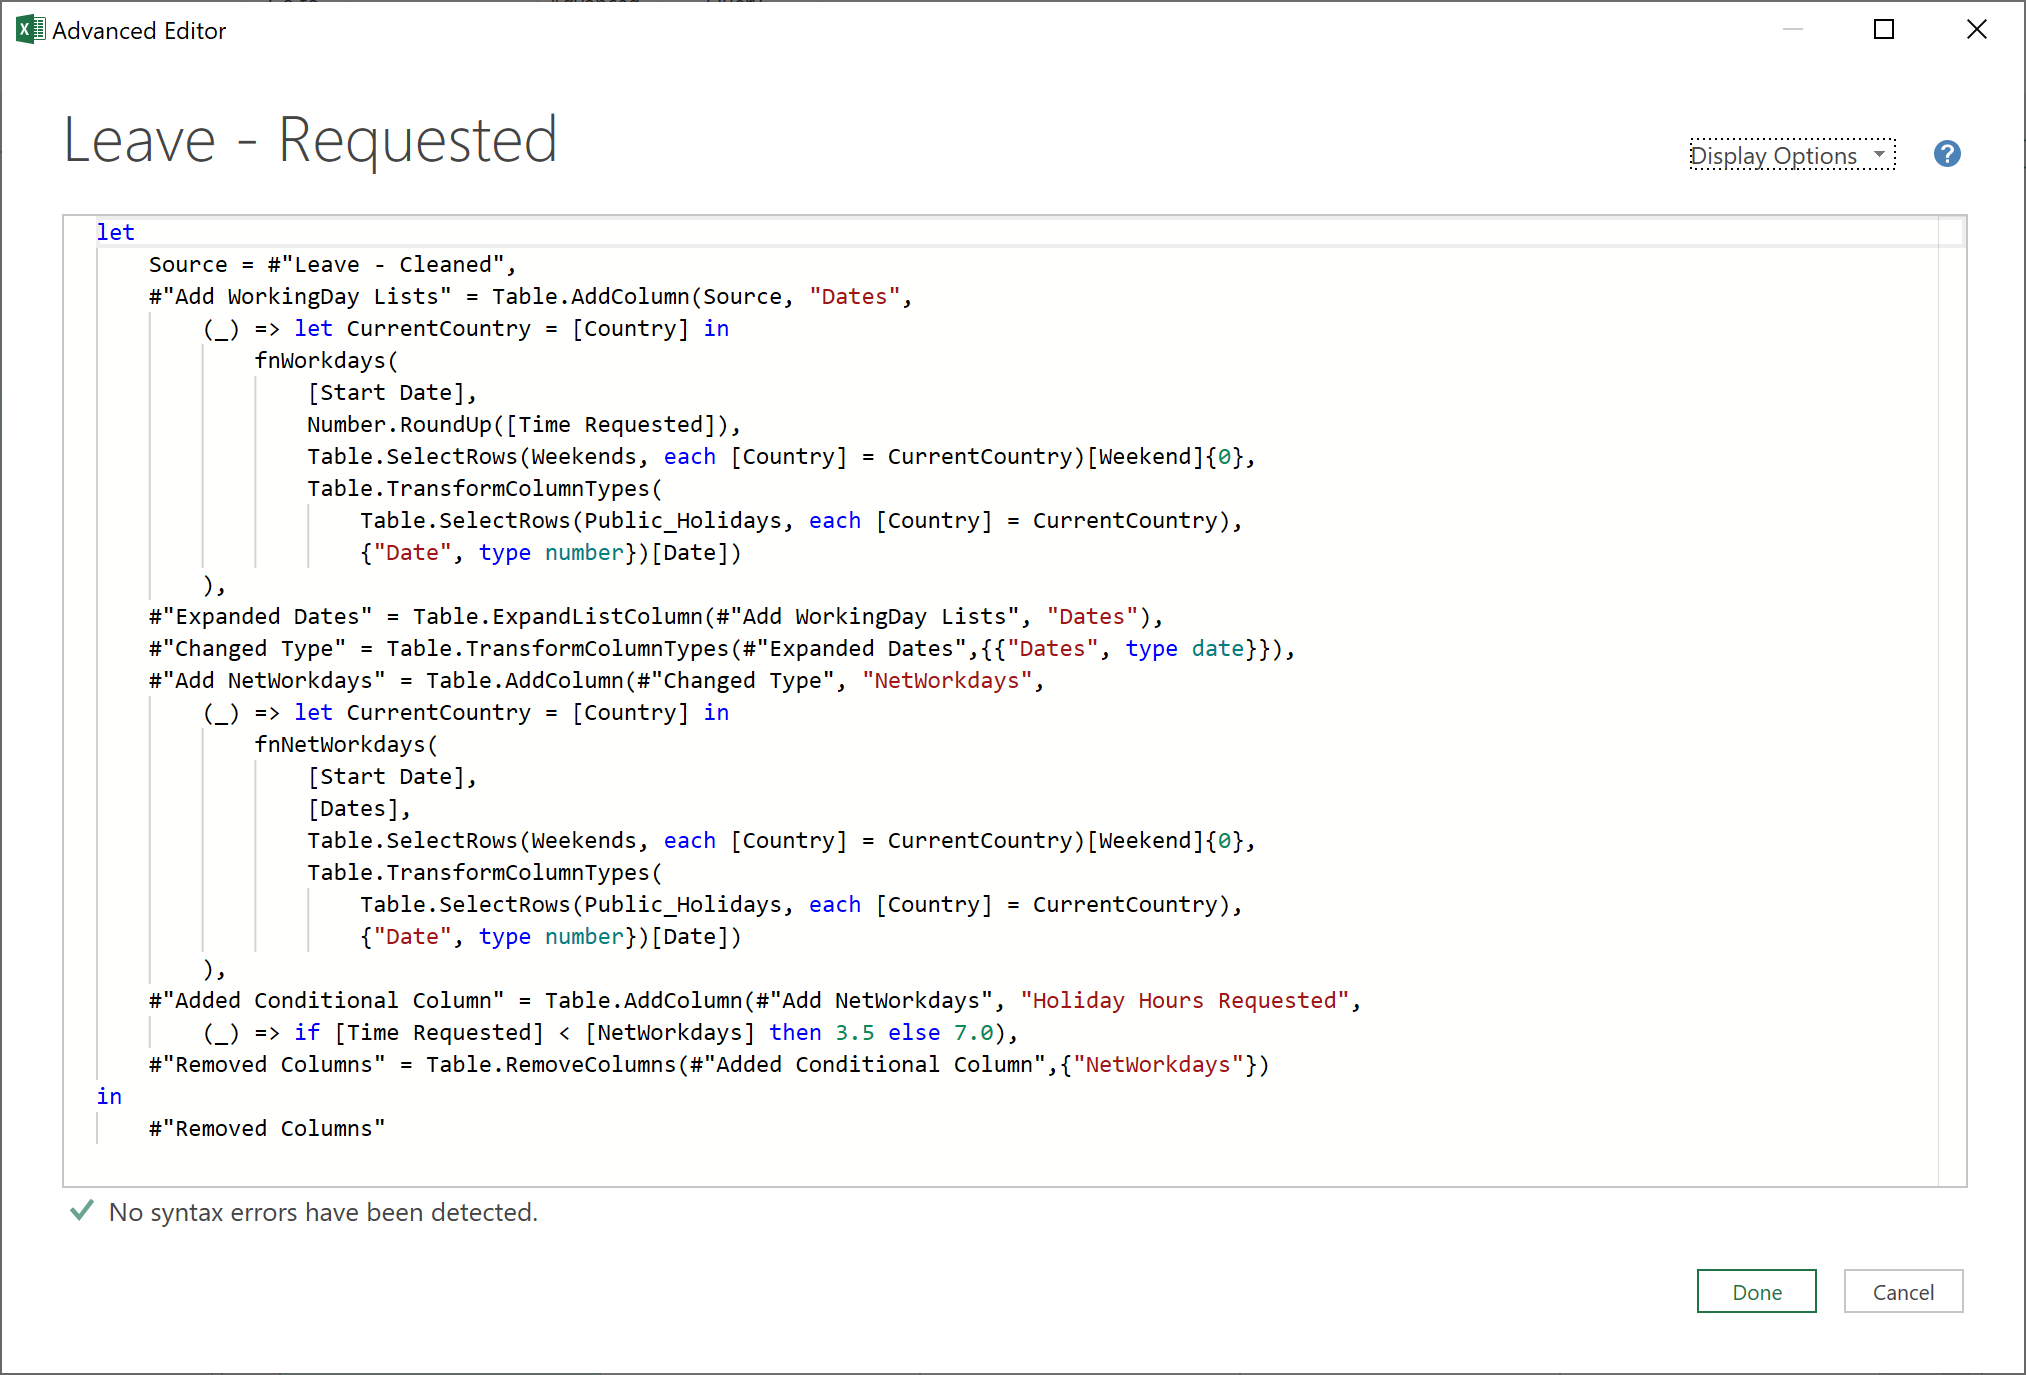 Advanced Editor
Leave - Requested
Display Options
?
let
    Source = #"Leave - Cleaned",
    #"Add WorkingDay Lists" = Table.AddColumn(Source, "Dates",
        (_) => let CurrentCountry = [Country] in
            fnWorkdays(
                [Start Date],
                Number.RoundUp([Time Requested]),
                Table.SelectRows(Weekends, each [Country] = CurrentCountry)[Weekend]{0},
                Table.TransformColumnTypes(
                    Table.SelectRows(Public_Holidays, each [Country] = CurrentCountry),
                    {"Date", type number})[Date])
        ),
    #"Expanded Dates" = Table.ExpandListColumn(#"Add WorkingDay Lists", "Dates"),
    #"Changed Type" = Table.TransformColumnTypes(#"Expanded Dates",{{"Dates", type date}}),
    #"Add NetWorkdays" = Table.AddColumn(#"Changed Type", "NetWorkdays",
        (_) => let CurrentCountry = [Country] in
            fnNetWorkdays(
                [Start Date],
                [Dates],
                Table.SelectRows(Weekends, each [Country] = CurrentCountry)[Weekend]{0},
                Table.TransformColumnTypes(
                    Table.SelectRows(Public_Holidays, each [Country] = CurrentCountry),
                    {"Date", type number})[Date])
        ),
    #"Added Conditional Column" = Table.AddColumn(#"Add NetWorkdays", "Holiday Hours Requested",
        (_) => if [Time Requested] < [NetWorkdays] then 3.5 else 7.0),
    #"Removed Columns" = Table.RemoveColumns(#"Added Conditional Column",{"NetWorkdays"})
in
    #"Removed Columns"
No syntax errors have been detected.
Done
Cancel